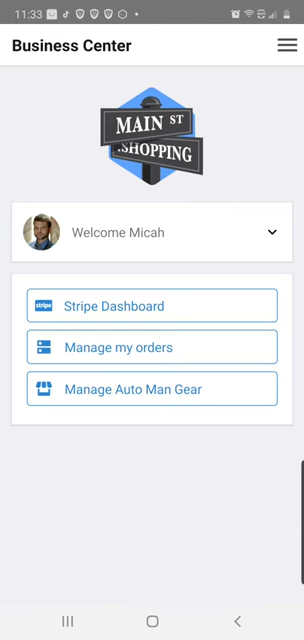 11:33
Business Center
MAIN ST
.SHOPPING
Welcome Micah
stripe Stripe Dashboard
Manage my orders
Manage Auto Man Gear